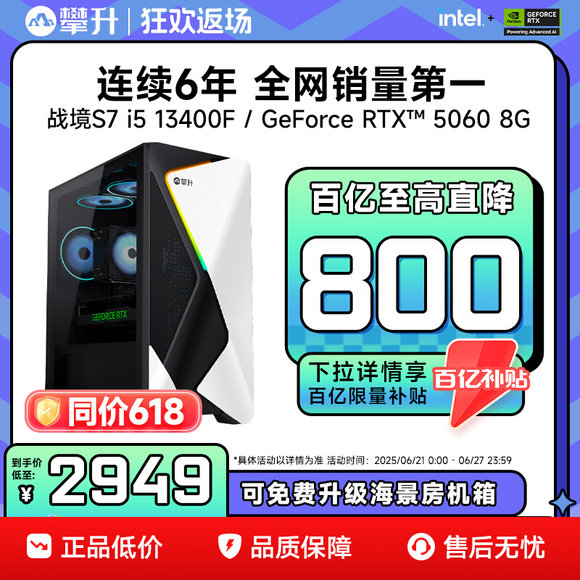 攀升 | 狂欢返场
intel. +
NVIDIA
GEFORCE RTX
Powering Advanced AI
连续6年 全网销量第一
战境S7 i5 13400F / GeForce RTX™ 5060 8G
攀升
GEFORCE RTX
百亿至高直降
800
下拉详情享
百亿限量补贴
百亿补贴
同价618
*具体活动以详情为准 活动时间：2025/06/21 0:00 - 06/27 23:59
到手价
低至:
¥
2949
可免费升级海景房机箱
正品低价
品质保障
售后无忧